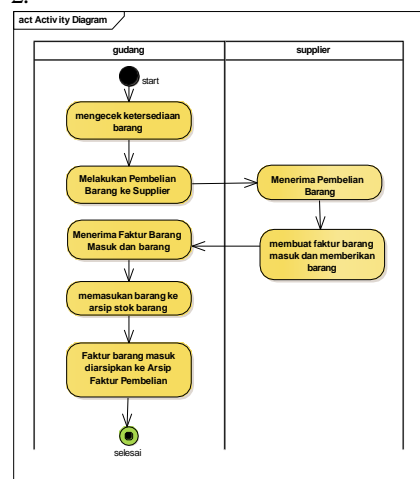 2.
act Activity Diagram
gudang
supplier
start
mengecek ketersediaan
barang
Melakukan Pembelian
Barang ke Supplier
Menerima Pembelian
Barang
Menerima Faktur Barang
Masuk dan barang
membuat faktur barang
masuk dan memberikan
barang
memasukan barang ke
arsip stok barang
Faktur barang masuk
diarsipkan ke Arsip
Faktur Pembelian
selesai